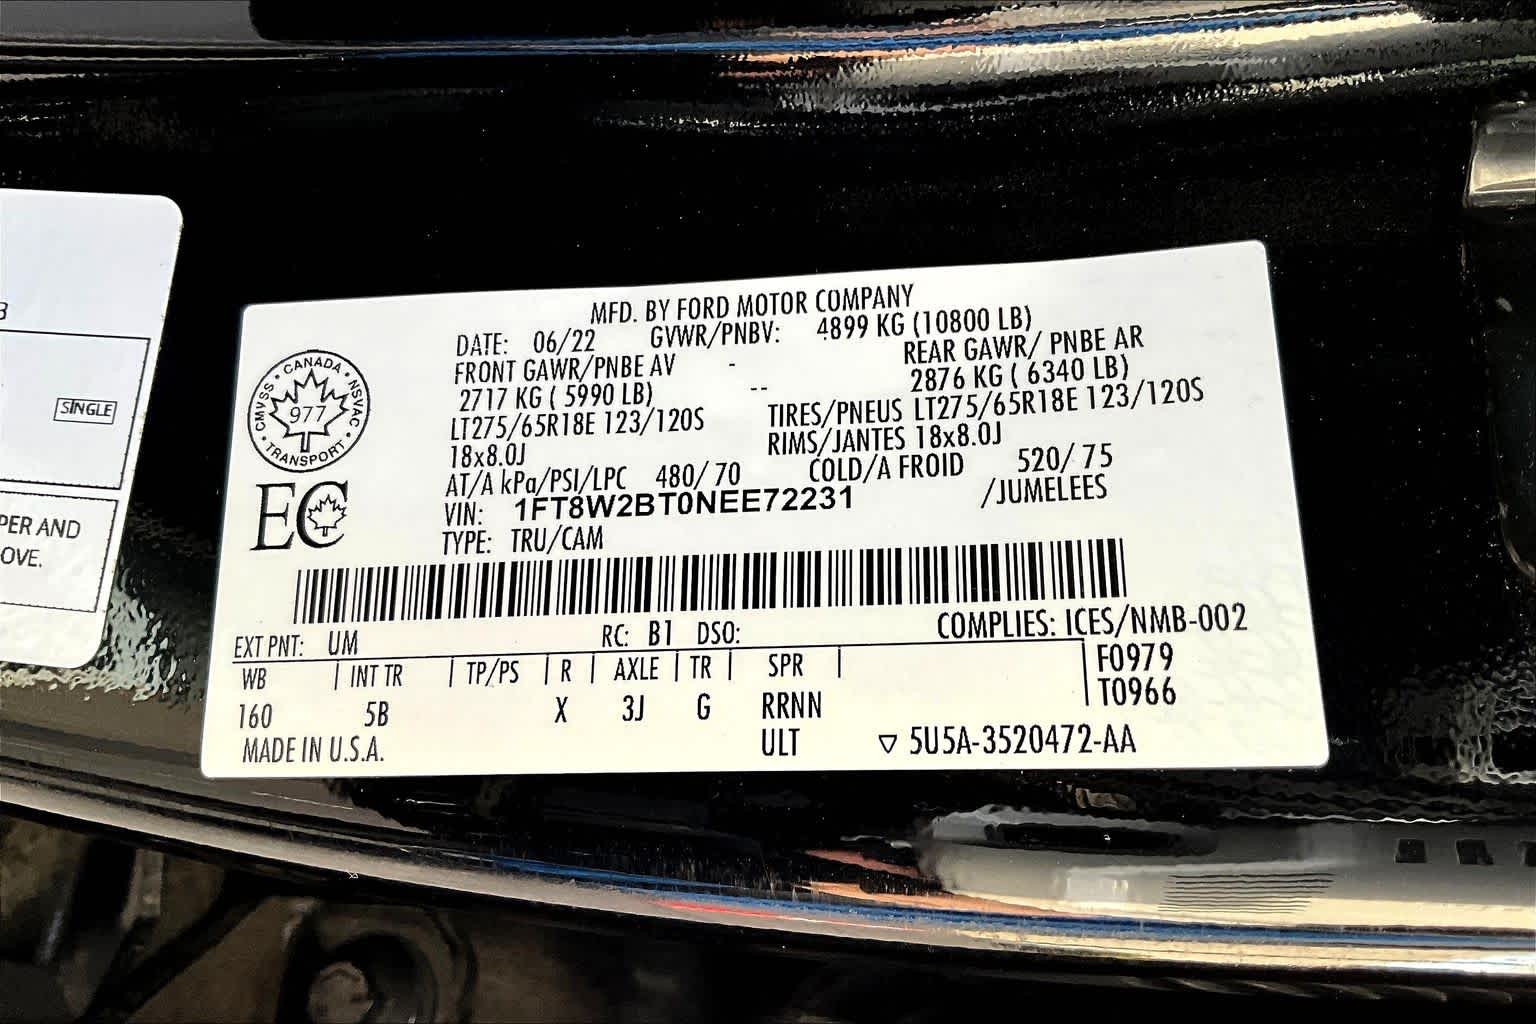 B
SINGLE
PER AND
OVE.
MFD. BY FORD MOTOR COMPANY
DATE: 06/22 GVWR/PNBV: 4899 KG (10800 LB)
FRONT GAWR/PNBE AV - REAR GAWR/ PNBE AR
2717 KG ( 5990 LB) -- 2876 KG ( 6340 LB)
LT275/65R18E 123/120S TIRES/PNEUS LT275/65R18E 123/120S
18x8.0J RIMS/JANTES 18x8.0J
AT/A kPa/PSI/LPC 480/ 70 COLD/A FROID 520/ 75
VIN: 1FT8W2BT0NEE72231 /JUMELEES
TYPE: TRU/CAM
CANADA • NSVAC • TRANSPORT • CMVSS •
977
EC
EXT PNT: UM RC: B1 DSO: COMPLIES: ICES/NMB-002
WB | INT TR | TP/PS | R | AXLE | TR | SPR | F0979
160 5B X 3J G RRNN T0966
MADE IN U.S.A. ULT ▽ 5U5A-3520472-AA